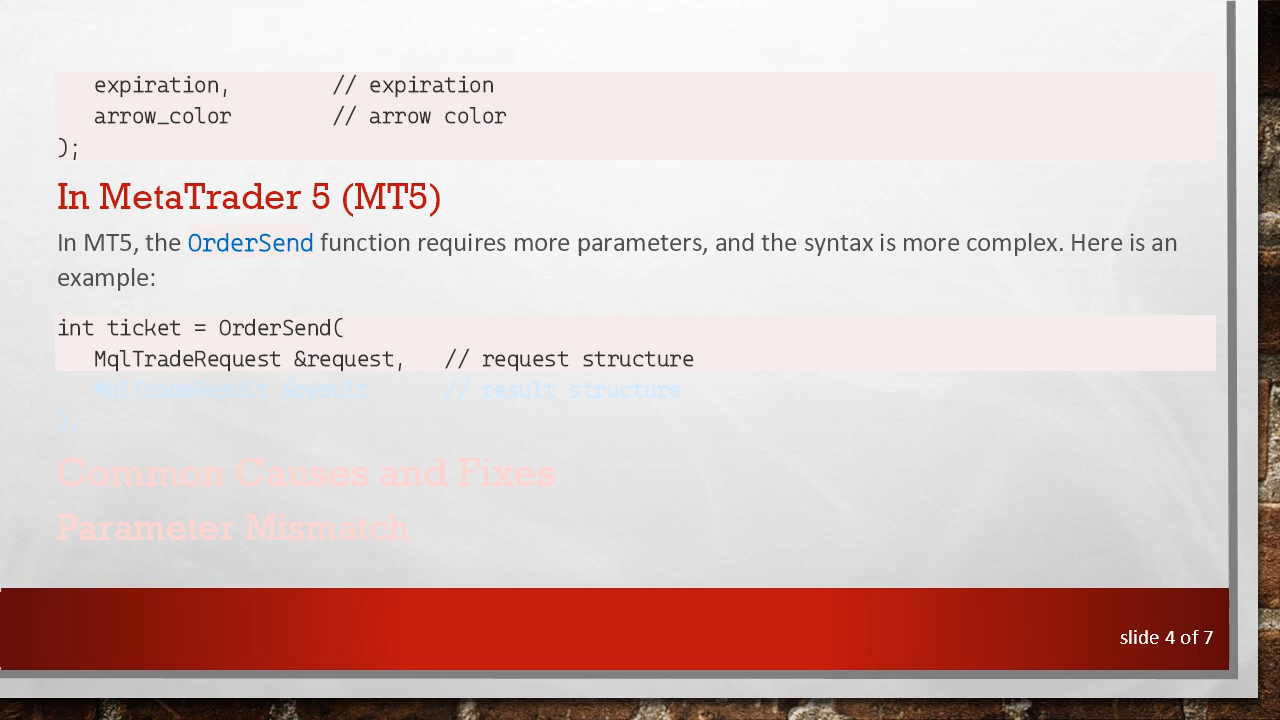 expiration, // expiration
arrow_color // arrow color
);
In MetaTrader 5 (MT5)
In MT5, the OrderSend function requires more parameters, and the syntax is more complex. Here is an
example:
int ticket = OrderSend(
MqlTradeRequest &request, // request structure
MqlTradeResult &result // result structure
);
Common Causes and Fixes
Parameter Mismatch
slide 4 of 7